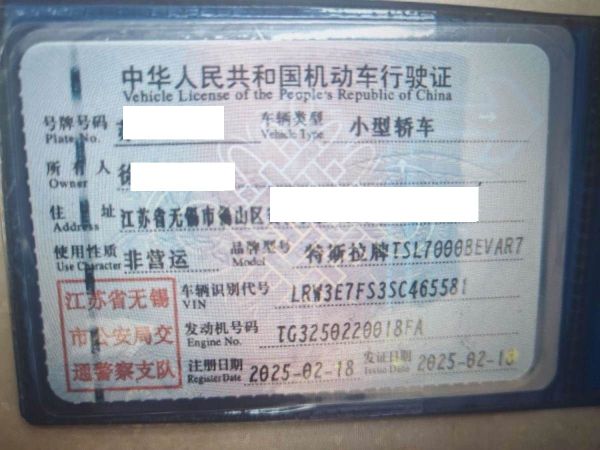 中华人民共和国机动车行驶证
Vehicle License of the People's Republic of China
号牌号码 Plate No. 车辆类型 Vehicle Type 小型轿车
所有人 Owner 徐
住址 Address 江苏省无锡市锡山区
使用性质 Use Character 非营运 品牌型号 Model 特斯拉牌TSL7000BEVAR7
江苏省无锡
市公安局交
通警察支队
车辆识别代号 VIN LRW3E7FS3SC465581
发动机号码 Engine No. TG3250220018FA
注册日期 Register Date 2025-02-18 发证日期 Issue Date 2025-02-18